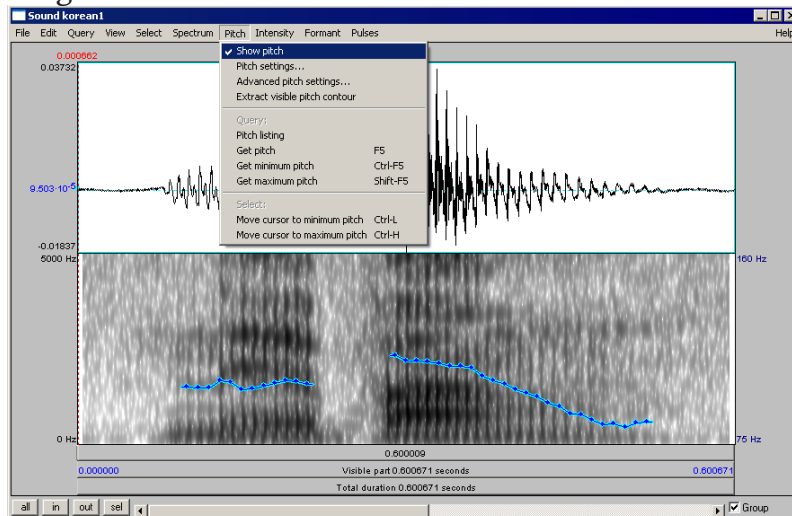 Sound korean1
File Edit Query View Select Spectrum Pitch Intensity Formant Pulses Help
0.000662
0.03732
9.503·10-5
-0.01837
5000 Hz
160 Hz
0 Hz
75 Hz
✓ Show pitch
Pitch settings...
Advanced pitch settings...
Extract visible pitch contour
Query:
Pitch listing
Get pitch F5
Get minimum pitch Ctrl-F5
Get maximum pitch Shift-F5
Select:
Move cursor to minimum pitch Ctrl-L
Move cursor to maximum pitch Ctrl-H
0.600009
0.000000 Visible part 0.600671 seconds 0.600671
Total duration 0.600671 seconds
all in out sel Group